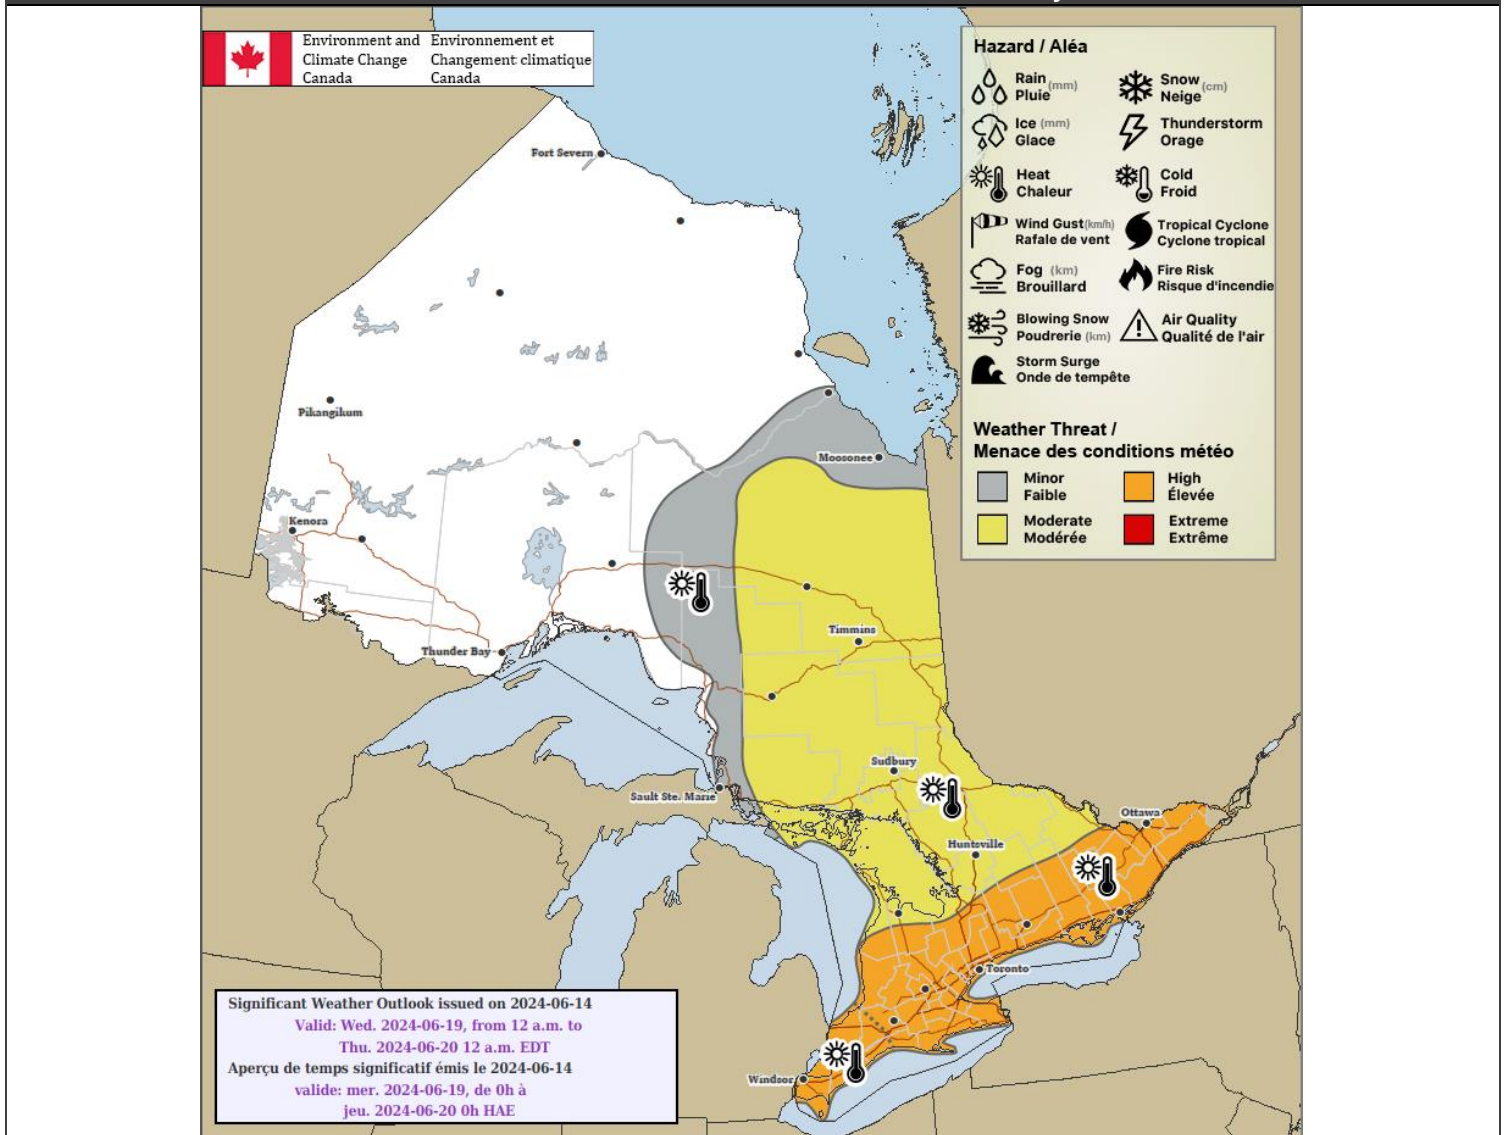 Environment and
Climate Change
Canada
Environnement et
Changement climatique
Canada
Hazard / Aléa
Rain (mm)
Pluie
Snow (cm)
Neige
Ice (mm)
Glace
Thunderstorm
Orage
Heat
Chaleur
Cold
Froid
Wind Gust (km/h)
Rafale de vent
Tropical Cyclone
Cyclone tropical
Fog (km)
Brouillard
Fire Risk
Risque d'incendie
Blowing Snow
Poudrerie (km)
Air Quality
Qualité de l'air
Storm Surge
Onde de tempête
Weather Threat /
Menace des conditions météo
Minor
Faible
High
Élevée
Moderate
Modérée
Extreme
Extrême
Fort Severn
Pikangikum
Moosonee
Kenora
Timmins
Thunder Bay
Sudbury
Sault Ste. Marie
Ottawa
Huntsville
Toronto
Windsor
Significant Weather Outlook issued on 2024-06-14
Valid: Wed. 2024-06-19, from 12 a.m. to
Thu. 2024-06-20 12 a.m. EDT
Aperçu de temps significatif émis le 2024-06-14
valide: mer. 2024-06-19, de 0h à
jeu. 2024-06-20 0h HAE